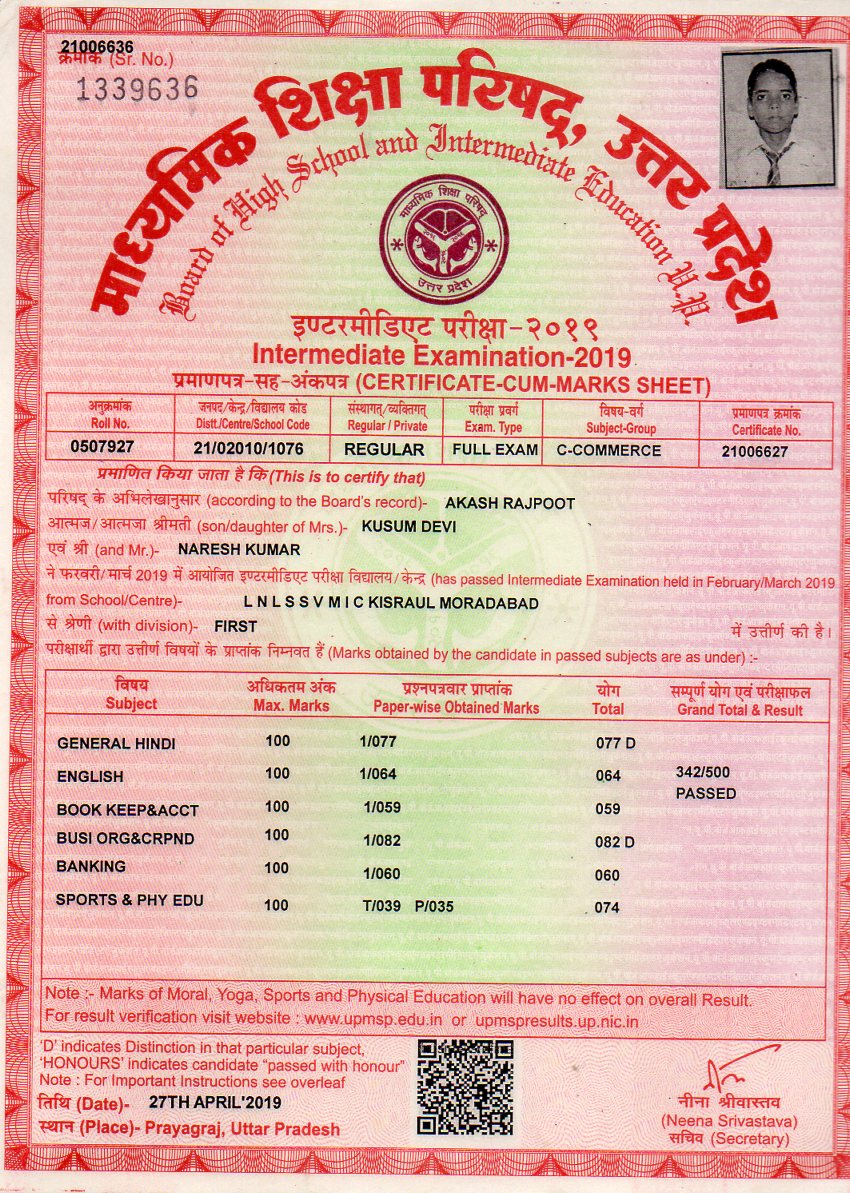 21006636
क्रमांक (Sr. No.)
1339636
माध्यमिक शिक्षा परिषद्, उत्तर प्रदेश
Board of High School and Intermediate Education U.P.
माध्यमिक शिक्षा परिषद्
उत्तर प्रदेश
इण्टरमीडिएट परीक्षा-२०१९
Intermediate Examination-2019
प्रमाणपत्र-सह-अंकपत्र (CERTIFICATE-CUM-MARKS SHEET)
अनुक्रमांक जनपद/केन्द्र/विद्यालय कोड संस्थागत्/व्यक्तिगत् परीक्षा प्रवर्ग विषय-वर्ग प्रमाणपत्र क्रमांक
Roll No. Distt./Centre/School Code Regular / Private Exam. Type Subject-Group Certificate No.
0507927 21/02010/1076 REGULAR FULL EXAM C-COMMERCE 21006627
प्रमाणित किया जाता है कि (This is to certify that)
परिषद् के अभिलेखानुसार (according to the Board's record)- AKASH RAJPOOT
आत्मज/आत्मजा श्रीमती (son/daughter of Mrs.)- KUSUM DEVI
एवं श्री (and Mr.)- NARESH KUMAR
ने फरवरी/मार्च 2019 में आयोजित इण्टरमीडिएट परीक्षा विद्यालय/केन्द्र (has passed Intermediate Examination held in February/March 2019
from School/Centre)- L N L S S V M I C KISRAUL MORADABAD
से श्रेणी (with division)- FIRST में उत्तीर्ण की है।
परीक्षार्थी द्वारा उत्तीर्ण विषयों के प्राप्तांक निम्नवत हैं (Marks obtained by the candidate in passed subjects are as under) :-
विषय अधिकतम अंक प्रश्नपत्रवार प्राप्तांक योग सम्पूर्ण योग एवं परीक्षाफल
Subject Max. Marks Paper-wise Obtained Marks Total Grand Total & Result
GENERAL HINDI 100 1/077 077 D
ENGLISH 100 1/064 064 342/500
PASSED
BOOK KEEP&ACCT 100 1/059 059
BUSI ORG&CRPND 100 1/082 082 D
BANKING 100 1/060 060
SPORTS & PHY EDU 100 T/039 P/035 074
Note :- Marks of Moral, Yoga, Sports and Physical Education will have no effect on overall Result.
For result verification visit website : www.upmsp.edu.in or upmspresults.up.nic.in
'D' indicates Distinction in that particular subject,
'HONOURS' indicates candidate "passed with honour"
Note : For Important Instructions see overleaf
तिथि (Date)- 27TH APRIL'2019
स्थान (Place)- Prayagraj, Uttar Pradesh
नीना श्रीवास्तव
(Neena Srivastava)
सचिव (Secretary)